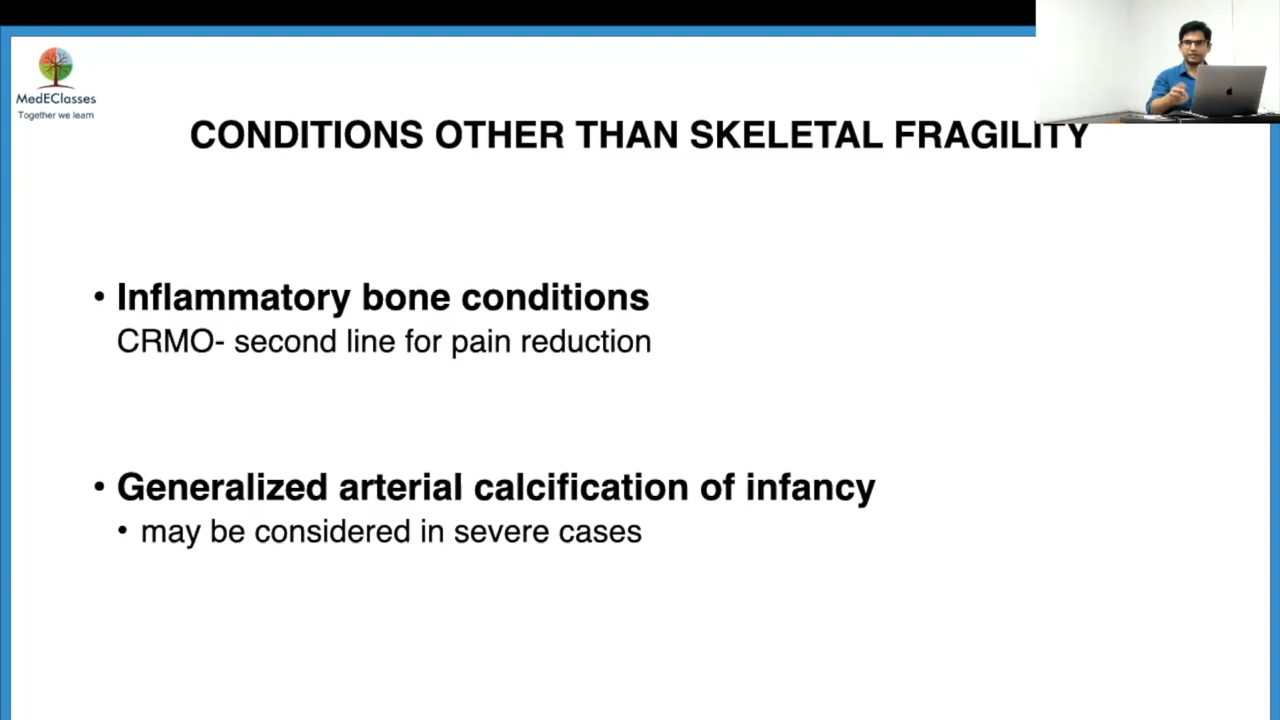 MedEClasses
Together we learn
CONDITIONS OTHER THAN SKELETAL FRAGILITY
• Inflammatory bone conditions
CRMO- second line for pain reduction
• Generalized arterial calcification of infancy
• may be considered in severe cases